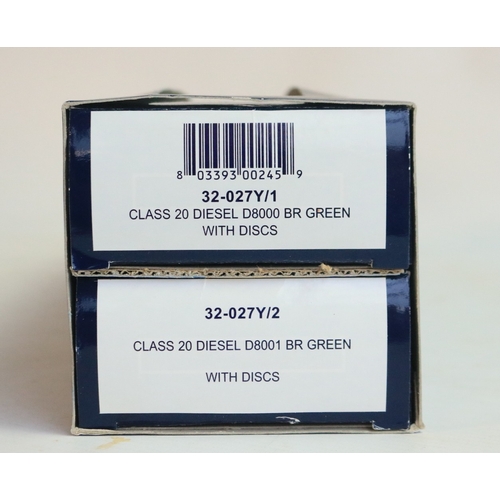 8 03393 00245 9
32-027Y/1
CLASS 20 DIESEL D8000 BR GREEN
WITH DISCS
32-027Y/2
CLASS 20 DIESEL D8001 BR GREEN
WITH DISCS